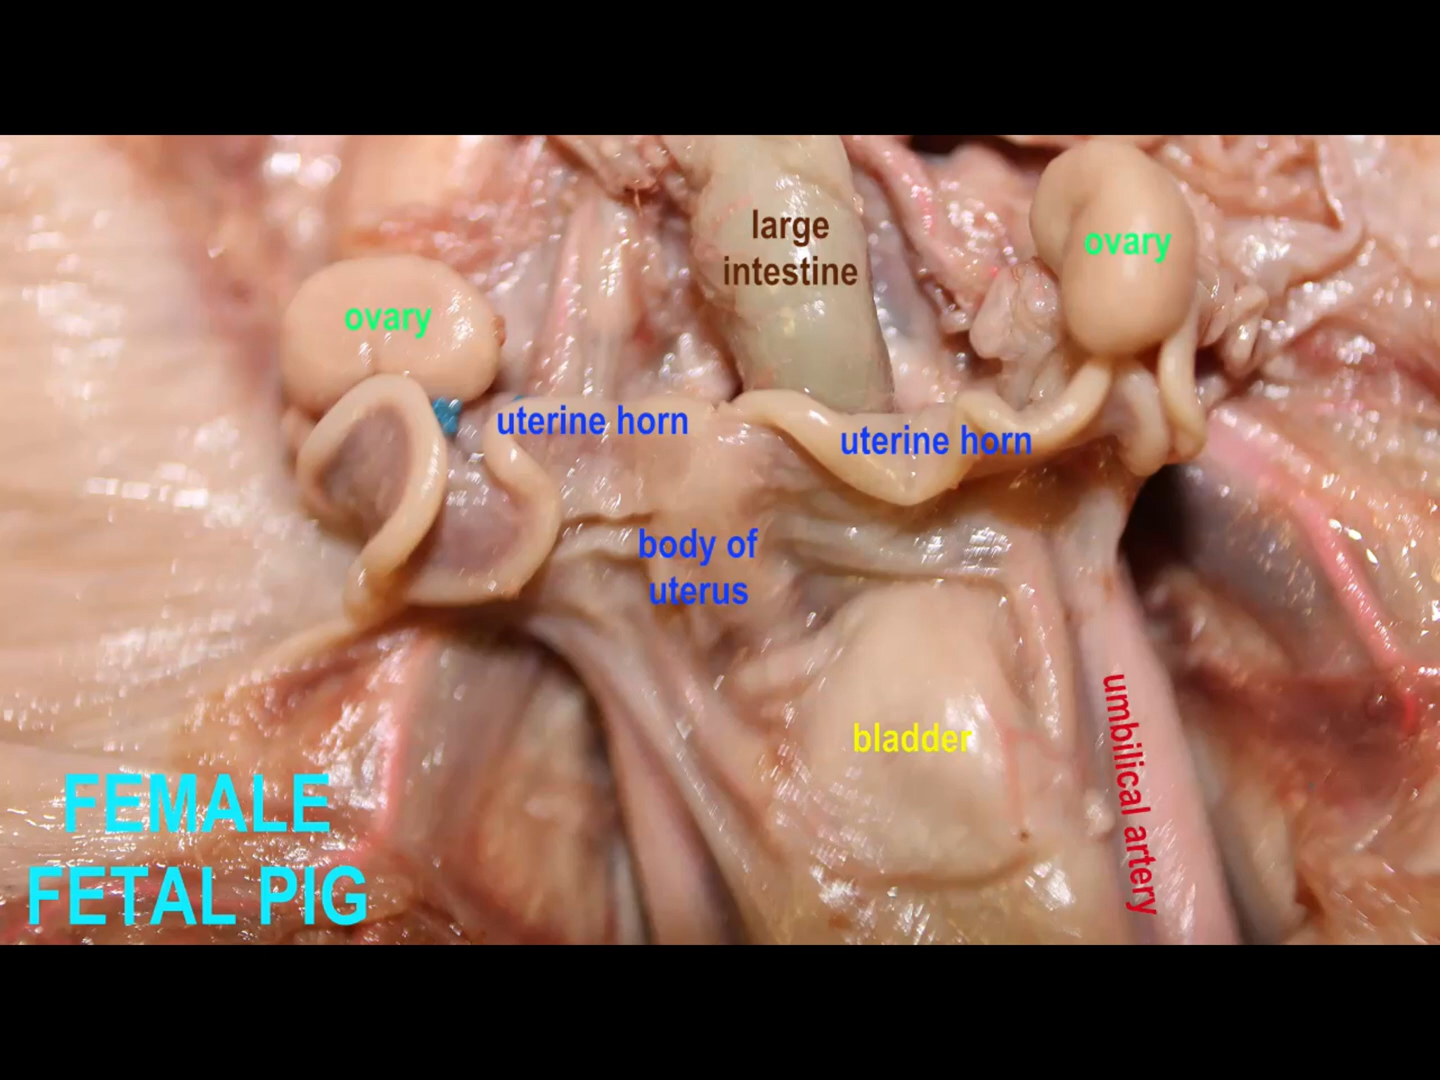 large
intestine
ovary
ovary
uterine horn
uterine horn
body of
uterus
bladder
umbilical artery
FEMALE
FETAL PIG